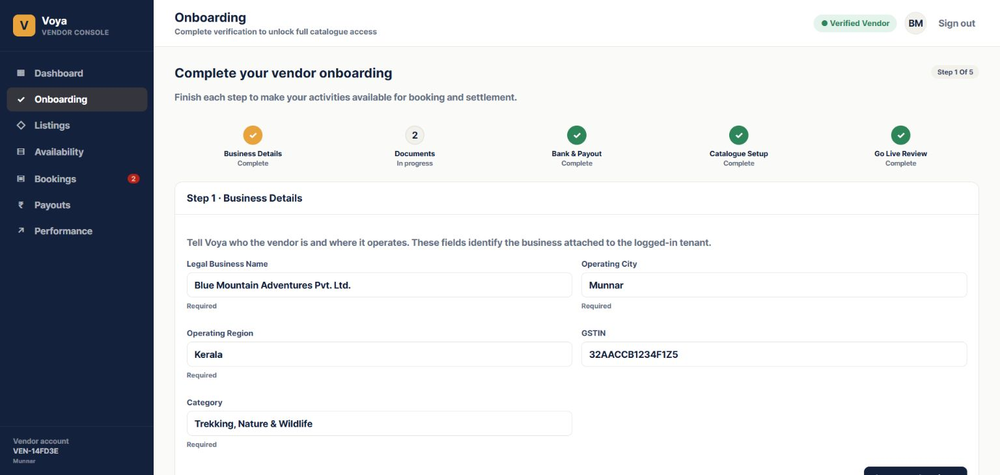 V
Voya
VENDOR CONSOLE
Dashboard
Onboarding
Listings
Availability
Bookings 2
₹ Payouts
Performance
Vendor account
VEN-14FD3E
Munnar
Onboarding
Complete verification to unlock full catalogue access
Verified Vendor BM Sign out
Complete your vendor onboarding
Step 1 Of 5
Finish each step to make your activities available for booking and settlement.
2
Business Details Documents Bank & Payout Catalogue Setup Go Live Review
Complete In progress Complete Complete Complete
Step 1 · Business Details
Tell Voya who the vendor is and where it operates. These fields identify the business attached to the logged-in tenant.
Legal Business Name Operating City
Blue Mountain Adventures Pvt. Ltd. Munnar
Required Required
Operating Region GSTIN
Kerala 32AACCB1234F1Z5
Required
Category
Trekking, Nature & Wildlife
Required